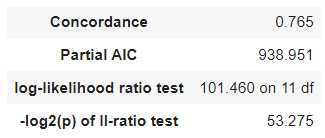 Concordance 0.765
Partial AIC 938.951
log-likelihood ratio test 101.460 on 11 df
-log2(p) of ll-ratio test 53.275